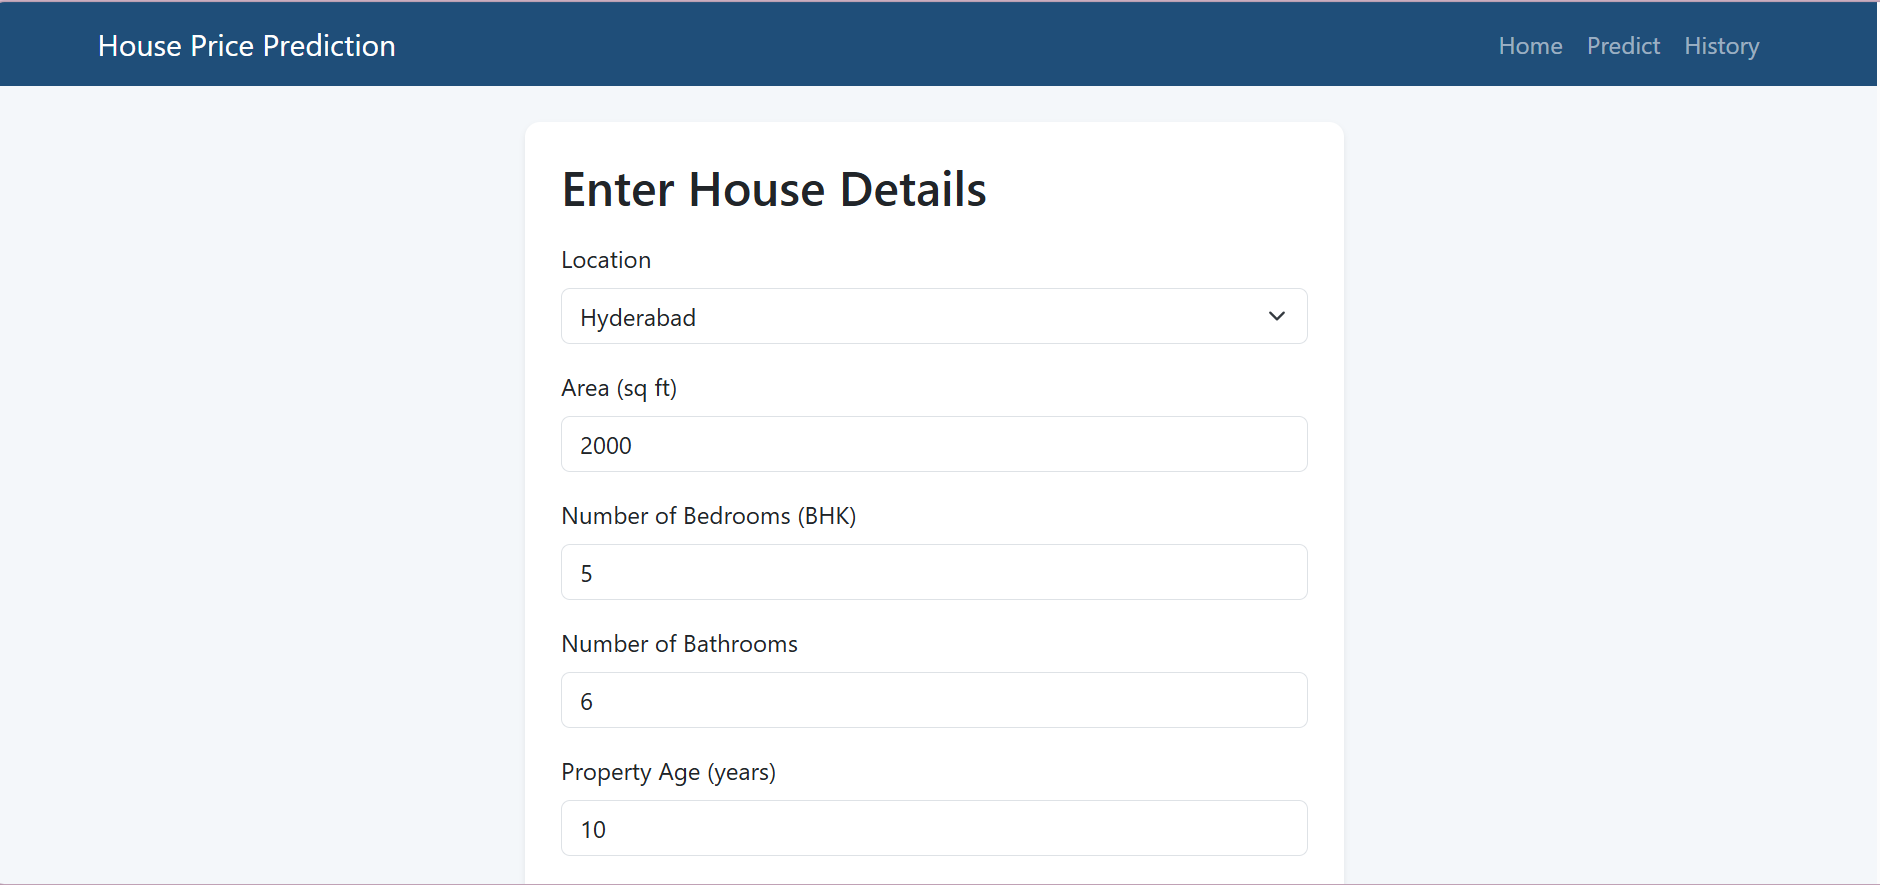 House Price Prediction
Home Predict History
Enter House Details
Location
Hyderabad
Area (sq ft)
2000
Number of Bedrooms (BHK)
5
Number of Bathrooms
6
Property Age (years)
10